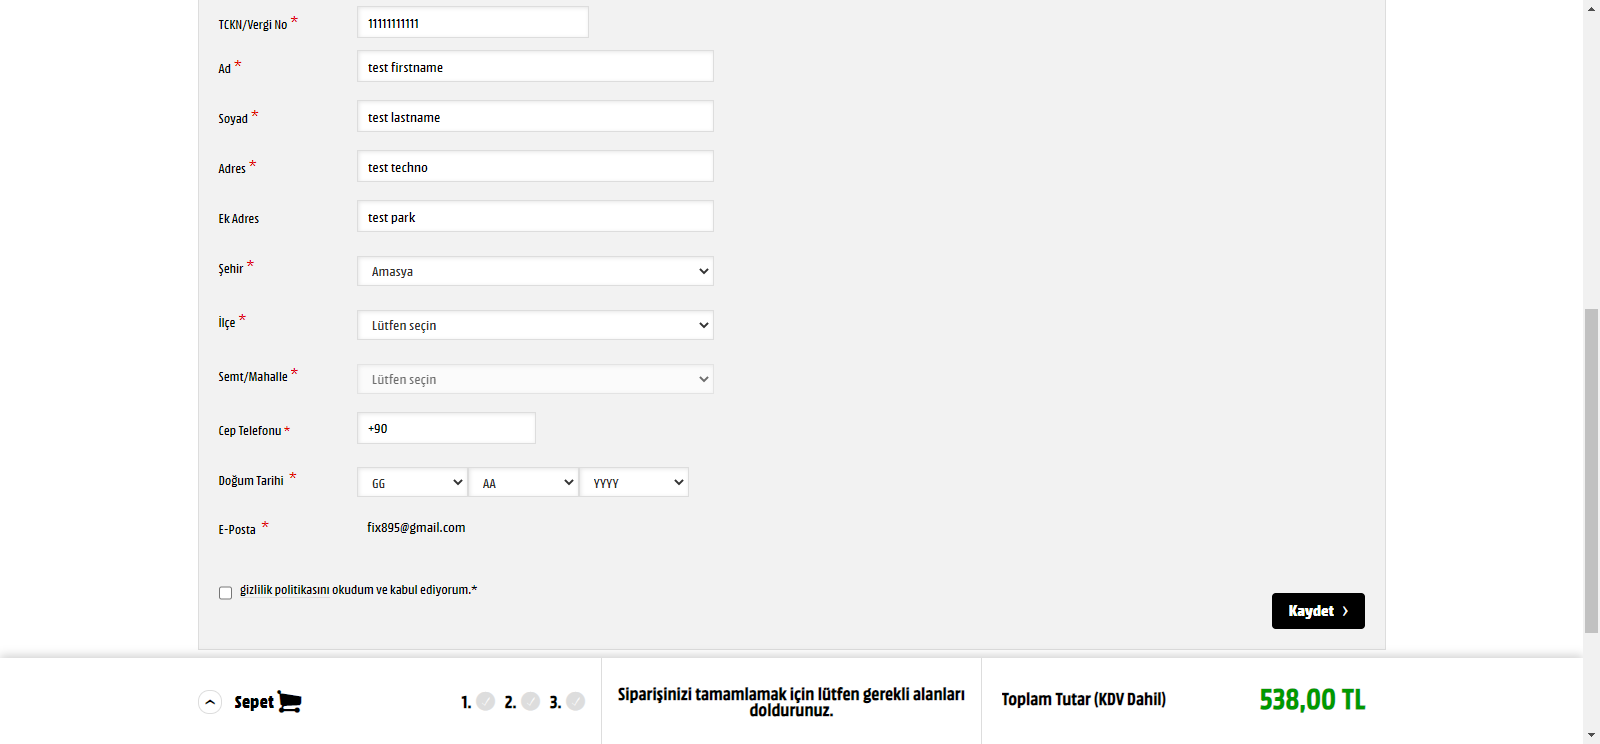 TCKN/Vergi No * 11111111111
Ad * test firstname
Soyad * test lastname
Adres * test techno
Ek Adres test park
Şehir * Amasya
İlçe * Lütfen seçin
Semt/Mahalle * Lütfen seçin
Cep Telefonu * +90
Doğum Tarihi * GG AA YYYY
E-Posta * fix895@gmail.com
gizlilik politikasını okudum ve kabul ediyorum.*
Kaydet ›
Sepet 1. 2. 3.
Siparişinizi tamamlamak için lütfen gerekli alanları
doldurunuz.
Toplam Tutar (KDV Dahil) 538,00 TL